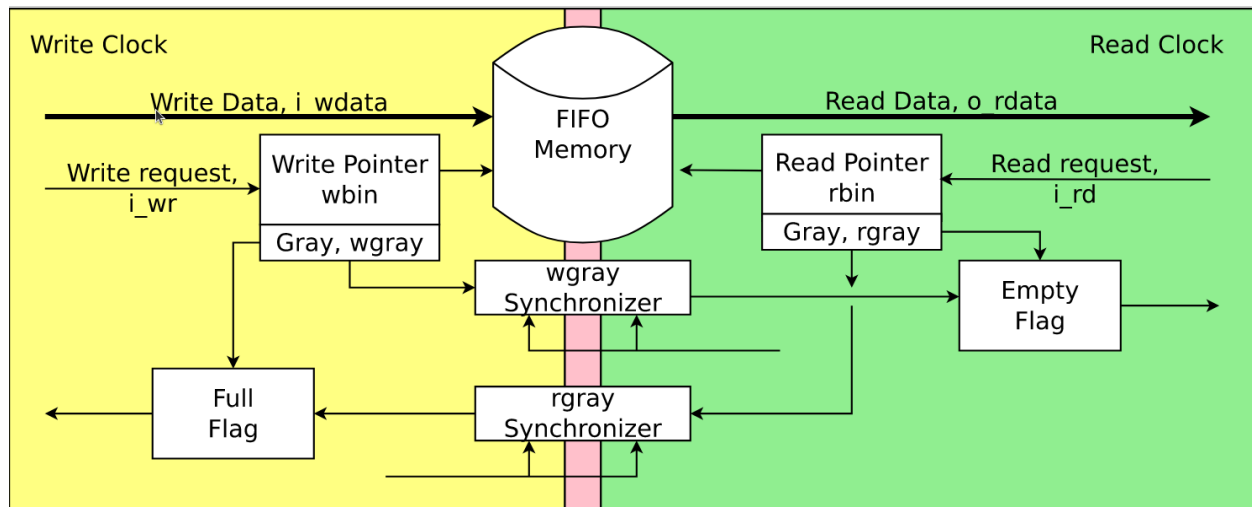 Write Clock
Read Clock
Write Data, i_wdata
Read Data, o_rdata
FIFO
Memory
Write request,
i_wr
Write Pointer
wbin
Gray, wgray
Read Pointer
rbin
Gray, rgray
Read request,
i_rd
wgray
Synchronizer
Empty
Flag
Full
Flag
rgray
Synchronizer